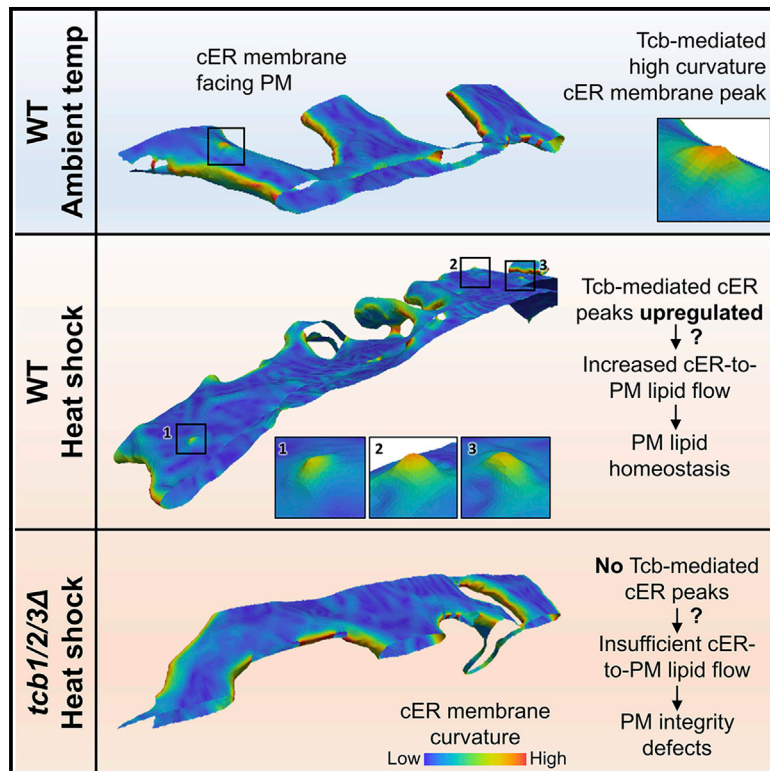 WT
Ambient temp
cER membrane
facing PM
Tcb-mediated
high curvature
cER membrane peak
WT
Heat shock
1
2
3
1
2
3
Tcb-mediated cER
peaks upregulated
?
Increased cER-to-
PM lipid flow
PM lipid
homeostasis
tcb1/2/3Δ
Heat shock
No Tcb-mediated
cER peaks
?
Insufficient cER-
to-PM lipid flow
PM integrity
defects
cER membrane
curvature
Low High